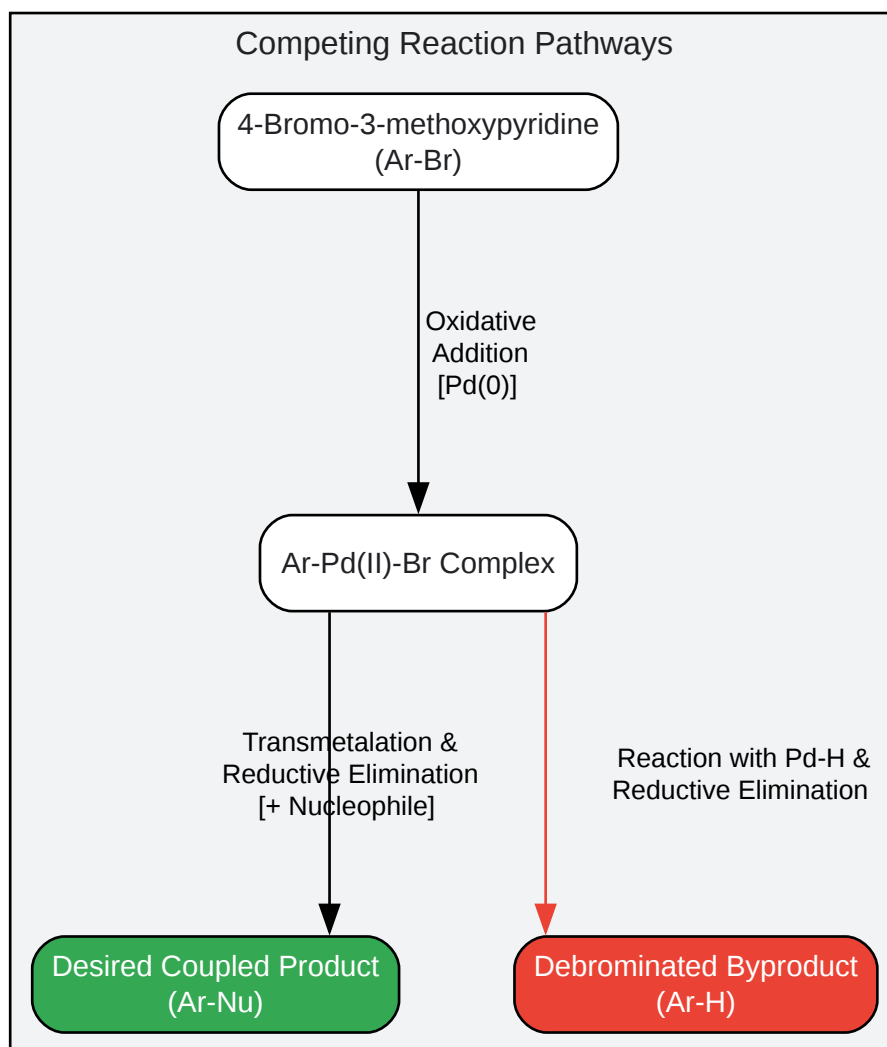 Competing Reaction Pathways
4-Bromo-3-methoxypyridine
(Ar-Br)
Oxidative
Addition
[Pd(0)]
Ar-Pd(II)-Br Complex
Transmetalation &
Reductive Elimination
[+ Nucleophile]
Reaction with Pd-H &
Reductive Elimination
Desired Coupled Product
(Ar-Nu)
Debrominated Byproduct
(Ar-H)